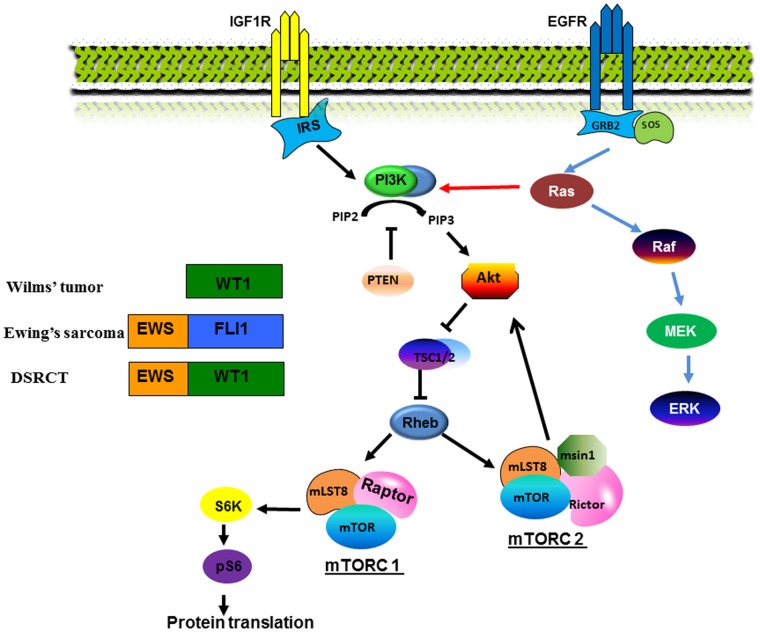 IGF1R
EGFR
IRS
GRB2
SOS
PI3K
Ras
PIP2
PIP3
Raf
PTEN
Akt
Wilms’ tumor
WT1
Ewing’s sarcoma
EWS
FLI1
MEK
TSC1/2
DSRCT
EWS
WT1
ERK
Rheb
msin1
mLST8
mLST8
Raptor
mTOR
Rictor
S6K
mTOR
mTORC 2
mTORC 1
pS6
Protein translation